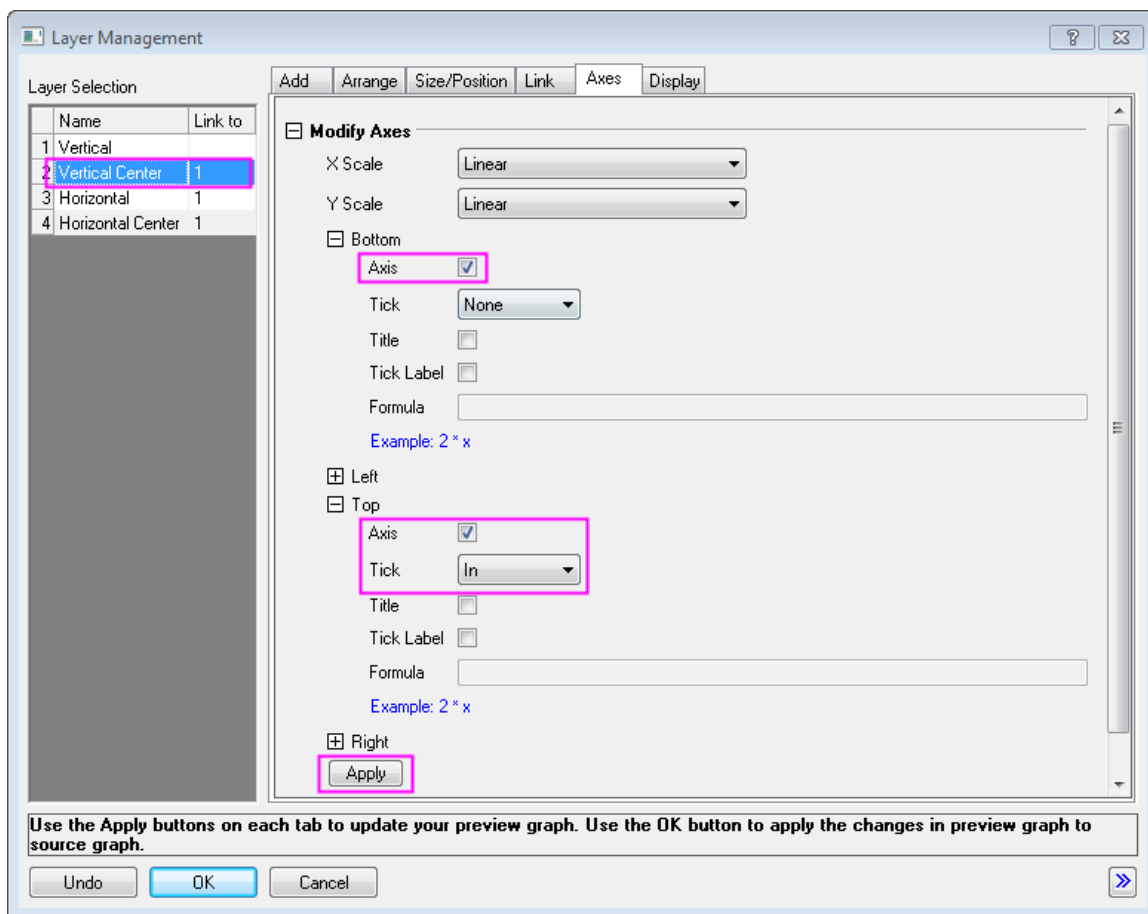 Layer Management
Layer Selection
Name Link to
1 Vertical
2 Vertical Center 1
3 Horizontal 1
4 Horizontal Center 1
Add Arrange Size/Position Link Axes Display
Modify Axes
X Scale Linear
Y Scale Linear
Bottom
Axis
Tick None
Title
Tick Label
Formula
Example: 2 * x
Left
Top
Axis
Tick In
Title
Tick Label
Formula
Example: 2 * x
Right
Apply
Use the Apply buttons on each tab to update your preview graph. Use the OK button to apply the changes in preview graph to
source graph.
Undo OK Cancel